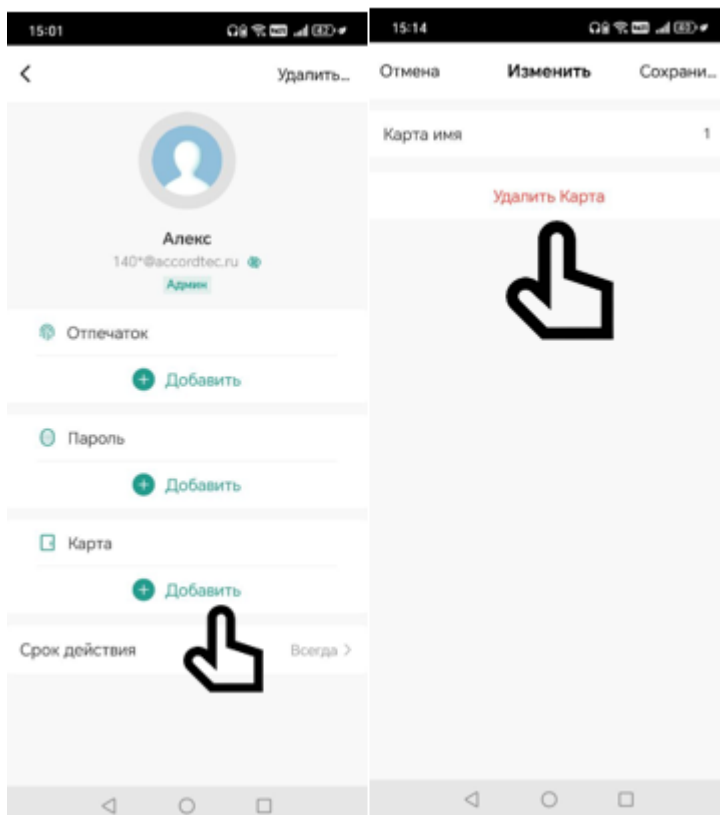 15:01
Удалить...
Алекс
140*@accordtec.ru
Админ
Отпечаток
Добавить
Пароль
Добавить
Карта
Добавить
Срок действия
Всегда
15:14
Отмена
Изменить
Сохрани...
Карта имя
1
Удалить Карта